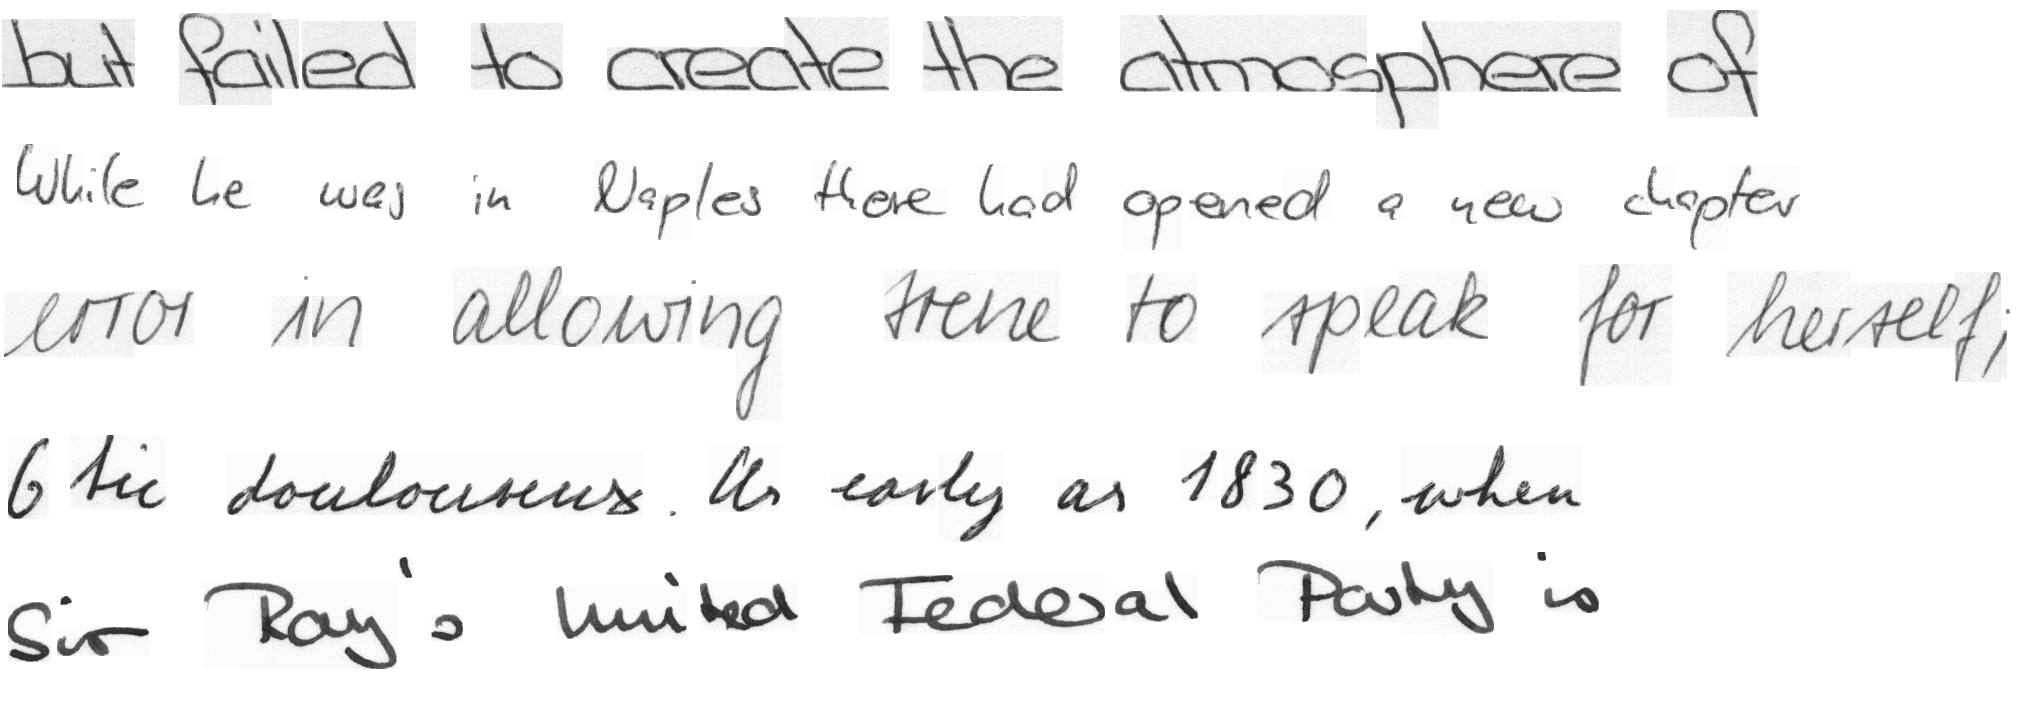 but failed to create the atmosphere of
While he was in Naples there had opened a new chapter
error in allowing Irene to speak for herself;
6 tic douloureux. As early as 1830, when
Sir Roy's United Federal Party is